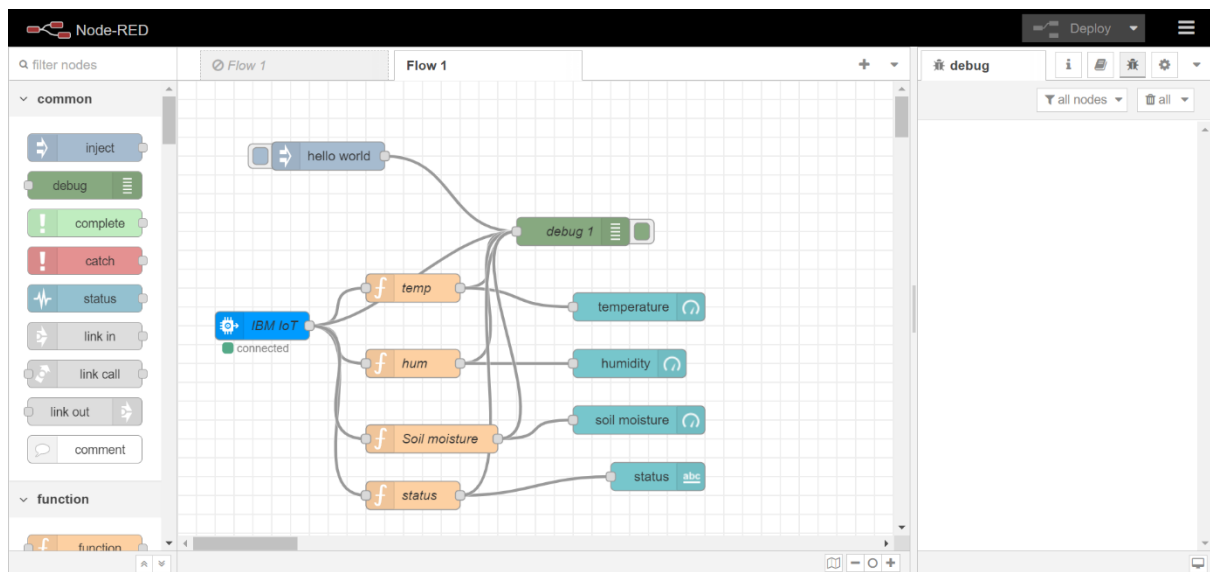 Node-RED
Deploy
filter nodes
Flow 1
Flow 1
debug
i
all nodes
all
common
inject
debug
complete
catch
status
link in
link call
link out
comment
function
function
hello world
debug 1
temp
temperature
IBM IoT
connected
hum
humidity
Soil moisture
soil moisture
status
status
abc